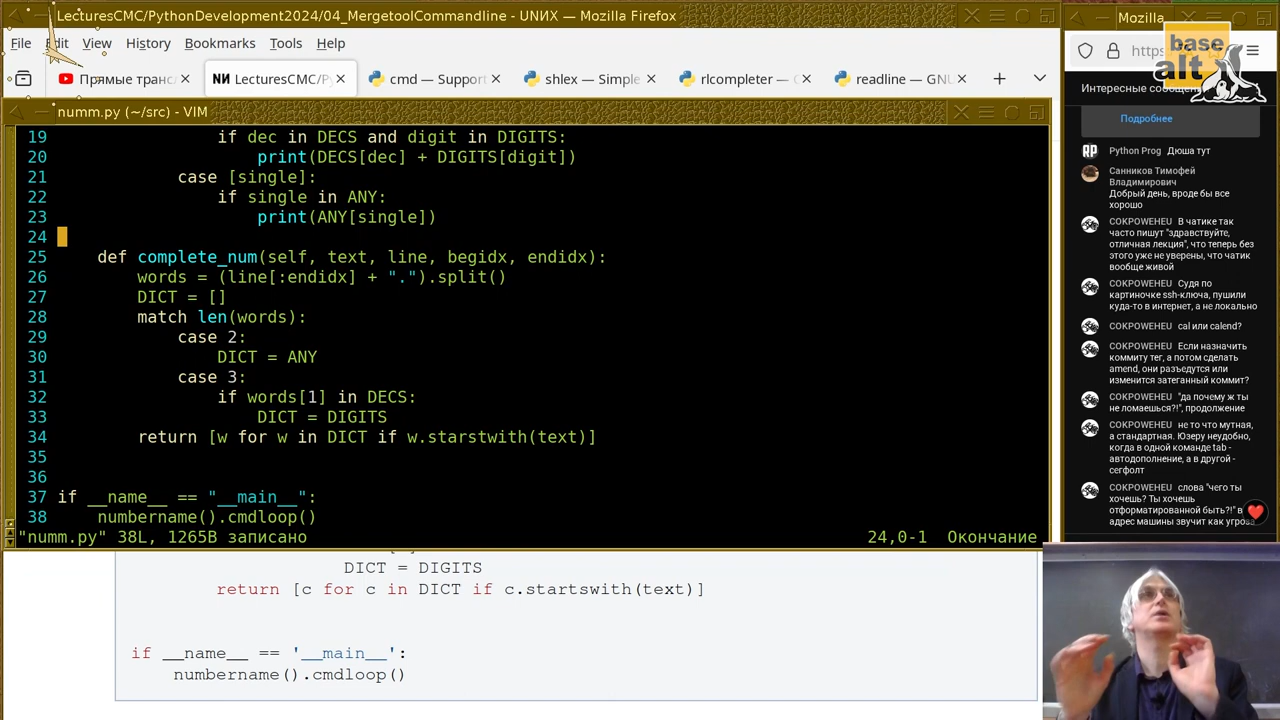 LecturesCMC/PythonDevelopment2024/04_MergetoolCommandline - UNИX — Mozilla Firefox
File Edit View History Bookmarks Tools Help
Прямые транс
LecturesCMC/Py
cmd — Support
shlex — Simple
rlcompleter — G
readline — GNU
numm.py (~/src) - VIM
19 if dec in DECS and digit in DIGITS:
20 print(DECS[dec] + DIGITS[digit])
21 case [single]:
22 if single in ANY:
23 print(ANY[single])
24
25 def complete_num(self, text, line, begidx, endidx):
26 words = (line[:endidx] + ".").split()
27 DICT = []
28 match len(words):
29 case 2:
30 DICT = ANY
31 case 3:
32 if words[1] in DECS:
33 DICT = DIGITS
34 return [w for w in DICT if w.starstwith(text)]
35
36
37 if __name__ == "__main__":
38 numbername().cmdloop()
"numm.py" 38L, 1265B записано 24,0-1 Окончание
DICT = DIGITS
return [c for c in DICT if c.startswith(text)]
if __name__ == '__main__':
numbername().cmdloop()
Mozilla
https
base
alt
Интересные сообщен
Подробнее
Python Prog Дюша тут
Санников Тимофей
Владимирович
Добрый день, вроде бы все
хорошо
COKPOWEHEU В чатике так
часто пишут "здравствуйте,
отличная лекция", что теперь без
этого уже не уверены, что чатик
вообще живой
COKPOWEHEU Судя по
картиночке ssh-ключа, пушили
куда-то в интернет, а не локально
COKPOWEHEU cal или calend?
COKPOWEHEU Если назначить
коммиту тег, а потом сделать
amend, они разъедутся или
изменится затеганный коммит?
COKPOWEHEU "да почему ж ты
не ломаешься?!", продолжение
COKPOWEHEU не то что мутная,
а стандартная. Юзеру неудобно,
когда в одной команде tab -
автодополнение, а в другой -
сегфолт
COKPOWEHEU слова "чего ты
хочешь? Ты хочешь
отформатированной быть?!" в
адрес машины звучит как угроза